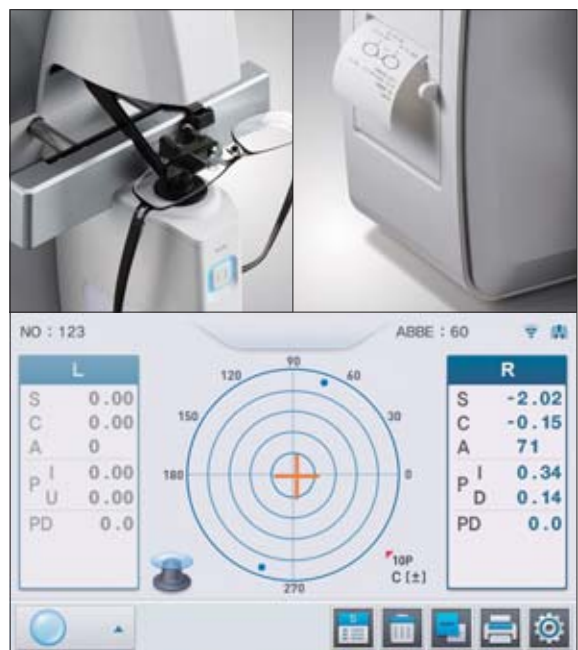 NO : 123
ABBE : 60
L
S 0.00
C 0.00
A 0
P I 0.00
U 0.00
PD 0.0
90
120
60
150
30
180
0
270
10P
C [±]
R
S -2.02
C -0.15
A 71
P I 0.34
D 0.14
PD 0.0
S